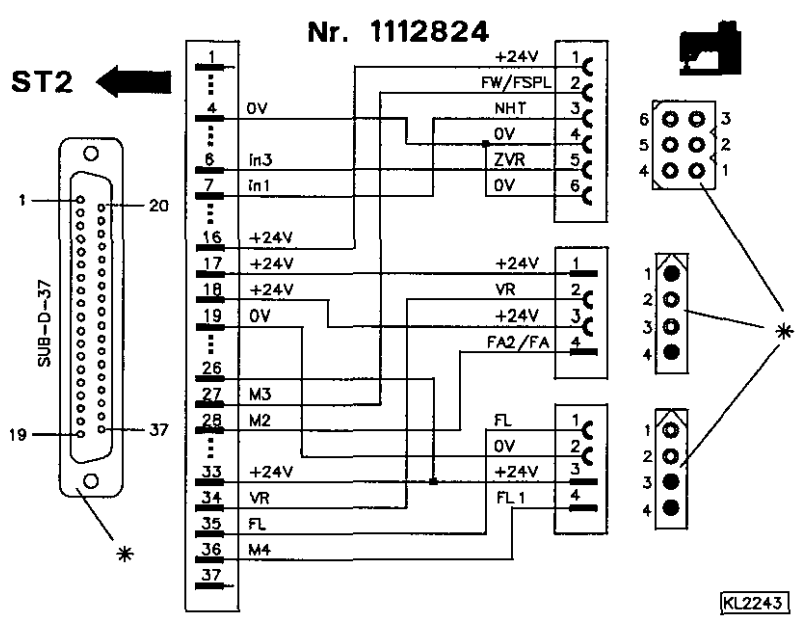 Nr. 1112824
ST2
1
4 0V
6 in3
7 in1
16 +24V
17 +24V
18 +24V
19 0V
26
27 M3
28 M2
33 +24V
34 VR
35 FL
36 M4
37
+24V 1
FW/FSPL 2
NHT 3
0V 4
ZVR 5
0V 6
+24V 1
VR 2
+24V 3
FA2/FA 4
FL 1
0V 2
+24V 3
FL1 4
6 3
5 2
4 1
1
2
3
4
1
2
3
4
*
1 20
SUB-D-37
19 37
*
KL2243